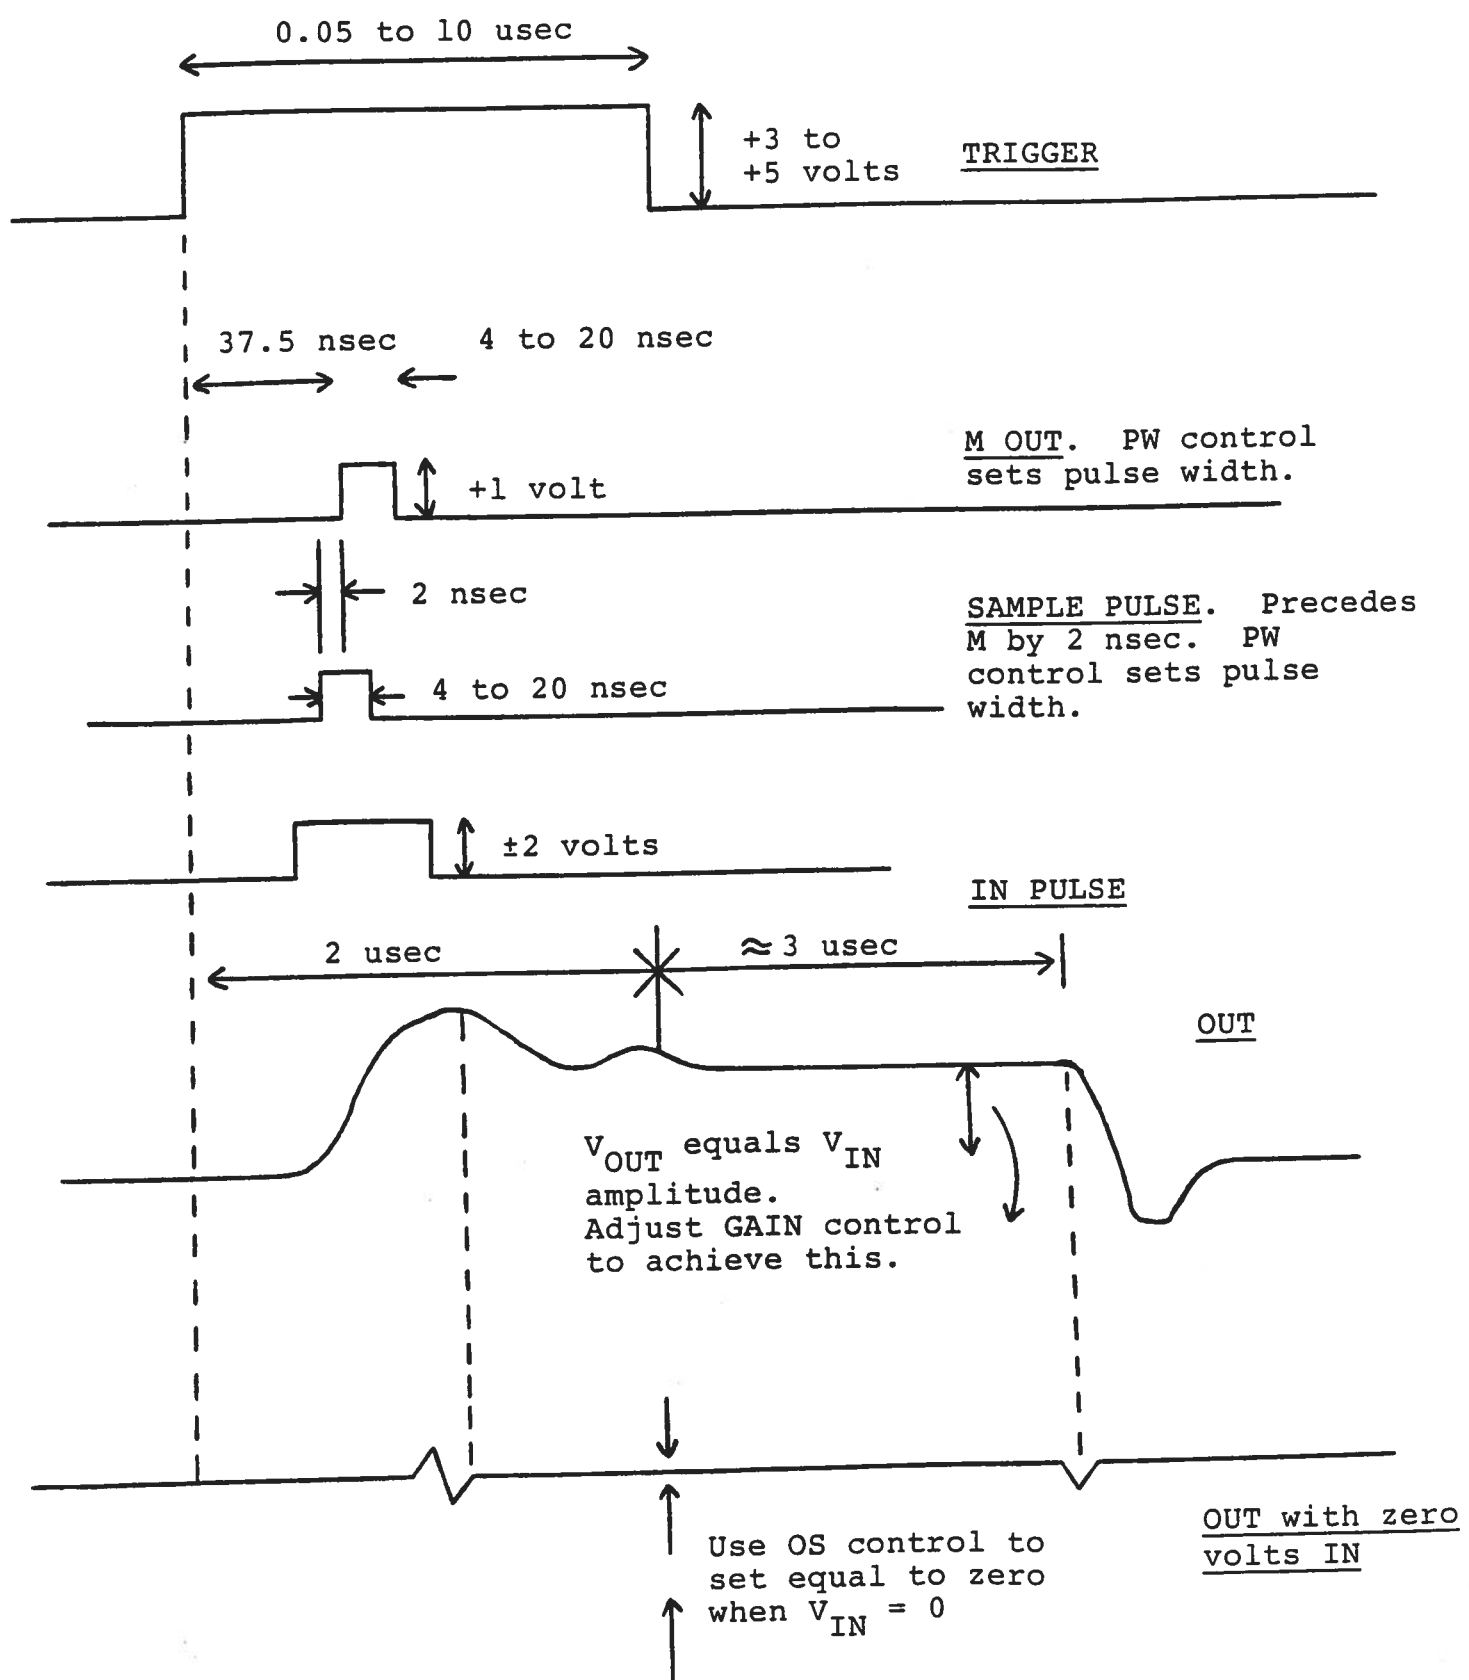 0.05 to 10 usec
+3 to
+5 volts
TRIGGER
37.5 nsec
4 to 20 nsec
M OUT. PW control
sets pulse width.
+1 volt
2 nsec
SAMPLE PULSE. Precedes
M by 2 nsec. PW
control sets pulse
width.
4 to 20 nsec
±2 volts
IN PULSE
2 usec
≈ 3 usec
OUT
VOUT equals VIN
amplitude.
Adjust GAIN control
to achieve this.
OUT with zero
volts IN
Use OS control to
set equal to zero
when VIN = 0